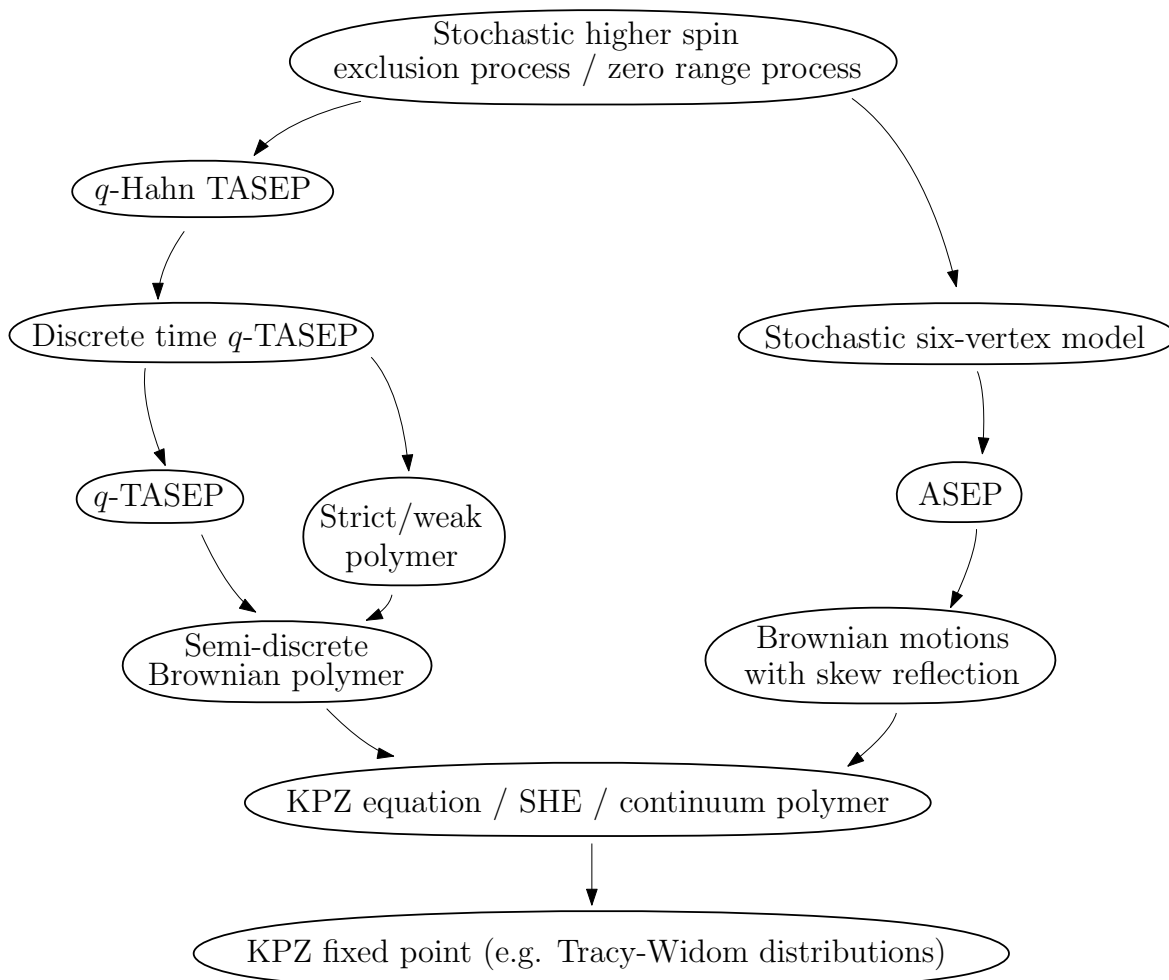 Stochastic higher spin
exclusion process / zero range process
q-Hahn TASEP
Discrete time q-TASEP
Stochastic six-vertex model
q-TASEP
ASEP
Strict/weak
polymer
Semi-discrete
Brownian polymer
Brownian motions
with skew reflection
KPZ equation / SHE / continuum polymer
KPZ fixed point (e.g. Tracy-Widom distributions)